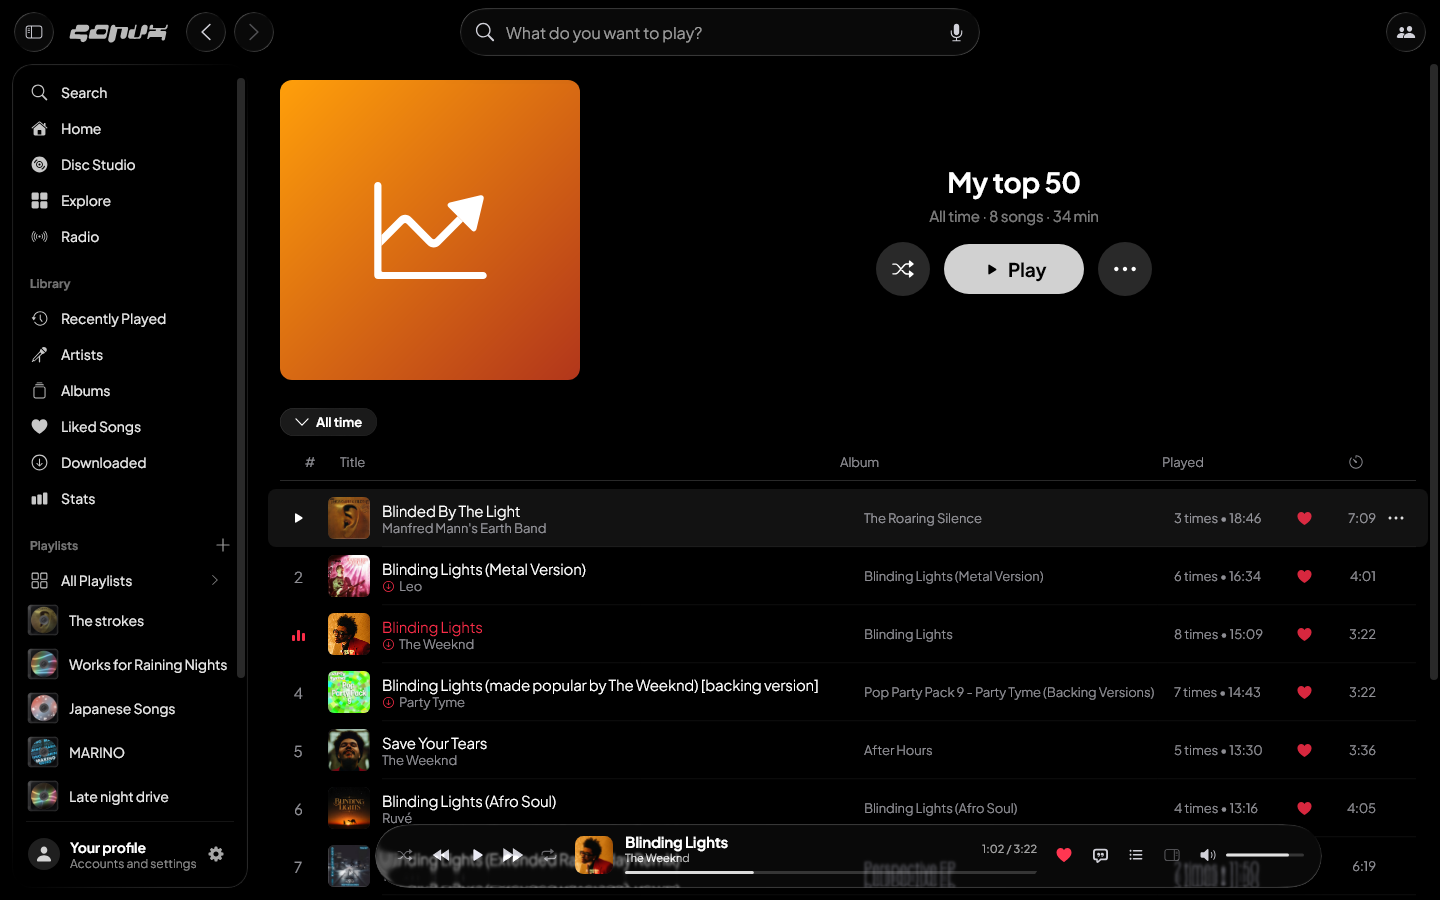 sonux
What do you want to play?
Search
Home
Disc Studio
Explore
Radio
Library
Recently Played
Artists
Albums
Liked Songs
Downloaded
Stats
Playlists
All Playlists
The strokes
Works for Raining Nights
Japanese Songs
MARINO
Late night drive
Your profile
Accounts and settings
My top 50
All time · 8 songs · 34 min
Play
All time
# Title Album Played
Blinded By The Light
Manfred Mann's Earth Band
The Roaring Silence 3 times • 18:46 7:09
2 Blinding Lights (Metal Version)
Leo
Blinding Lights (Metal Version) 6 times • 16:34 4:01
Blinding Lights
The Weeknd
Blinding Lights 8 times • 15:09 3:22
4 Blinding Lights (made popular by The Weeknd) [backing version]
Party Tyme
Pop Party Pack 9 - Party Tyme (Backing Versions) 7 times • 14:43 3:22
5 Save Your Tears
The Weeknd
After Hours 5 times • 13:30 3:36
6 Blinding Lights (Afro Soul)
Ruvé
Blinding Lights (Afro Soul) 4 times • 13:16 4:05
7 6:19
Blinding Lights
The Weeknd
1:02 / 3:22